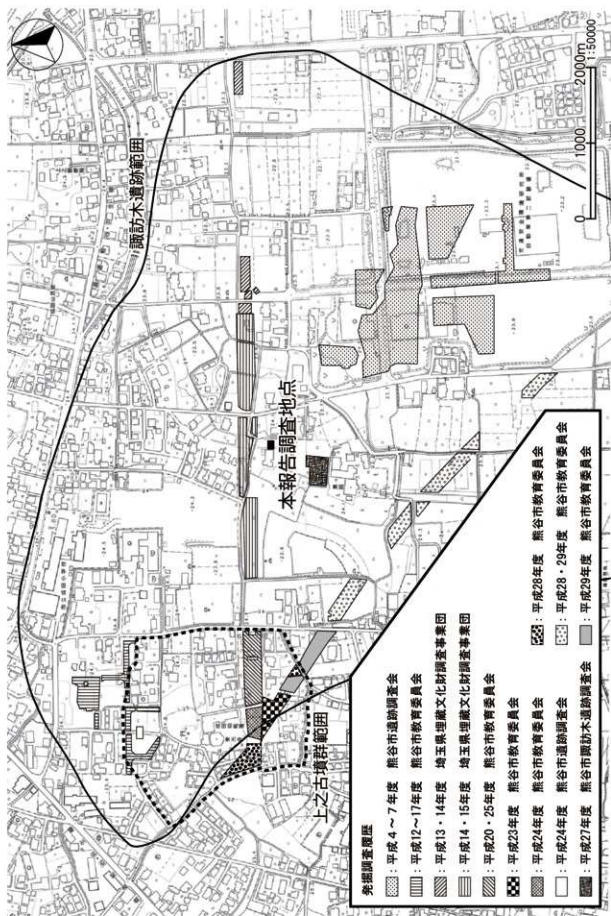 諏訪木遺跡範囲
本報告調査地点
上之古墳群範囲
0 1000 2000m
1:50000
発掘調査履歴
：平成4～7年度 熊谷市遺跡調査会
：平成12～17年度 熊谷市教育委員会
：平成13・14年度 埼玉県埋蔵文化財調査事業団
：平成14・15年度 埼玉県埋蔵文化財調査事業団
：平成20・25年度 熊谷市教育委員会
：平成23年度 熊谷市教育委員会
：平成24年度 熊谷市教育委員会
：平成24年度 熊谷市遺跡調査会
：平成27年度 熊谷市諏訪木遺跡調査会
：平成28年度 熊谷市教育委員会
：平成28・29年度 熊谷市教育委員会
：平成29年度 熊谷市教育委員会